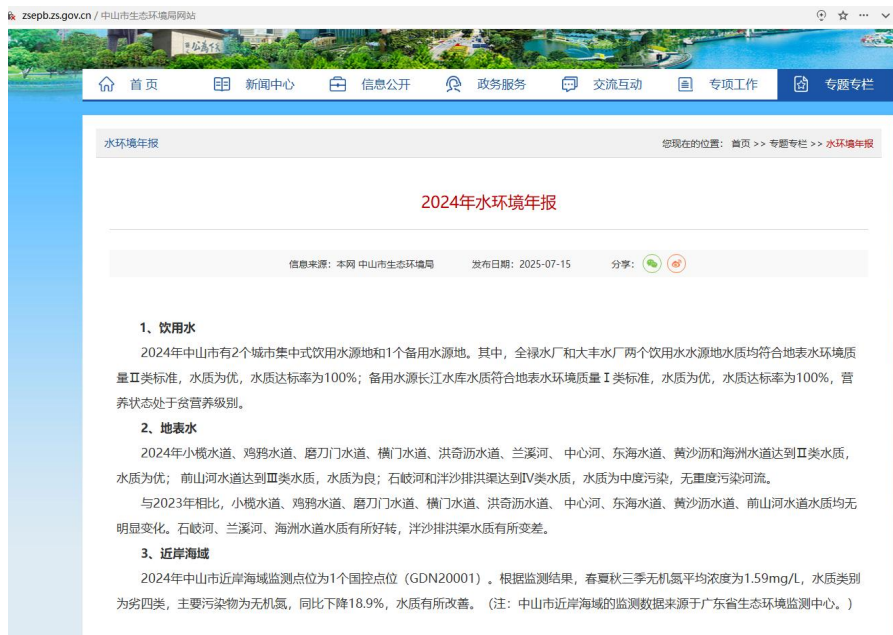 zsepb.zs.gov.cn / 中山市生态环境局网站
天下为公
首页 新闻中心 信息公开 政务服务 交流互动 专项工作 专题专栏
水环境年报 您现在的位置： 首页 >> 专题专栏 >> 水环境年报
2024年水环境年报
信息来源：本网 中山市生态环境局 发布日期：2025-07-15 分享：
1、饮用水
2024年中山市有2个城市集中式饮用水源地和1个备用水源地。其中，全禄水厂和大丰水厂两个饮用水水源地水质均符合地表水环境质
量Ⅱ类标准，水质为优，水质达标率为100%；备用水源长江水库水质符合地表水环境质量Ⅰ类标准，水质为优，水质达标率为100%，营
养状态处于贫营养级别。
2、地表水
2024年小榄水道、鸡鸦水道、磨刀门水道、横门水道、洪奇沥水道、兰溪河、 中心河、东海水道、黄沙沥和海洲水道达到Ⅱ类水质，
水质为优； 前山河水道达到Ⅲ类水质，水质为良；石岐河和泮沙排洪渠达到Ⅳ类水质，水质为中度污染，无重度污染河流。
与2023年相比，小榄水道、鸡鸦水道、磨刀门水道、横门水道、洪奇沥水道、 中心河、东海水道、黄沙沥水道、前山河水道水质均无
明显变化。石岐河、兰溪河、海洲水道水质有所好转，泮沙排洪渠水质有所变差。
3、近岸海域
2024年中山市近岸海域监测点位为1个国控点位（GDN20001）。根据监测结果，春夏秋三季无机氮平均浓度为1.59mg/L，水质类别
为劣四类，主要污染物为无机氮，同比下降18.9%，水质有所改善。（注：中山市近岸海域的监测数据来源于广东省生态环境监测中心。）